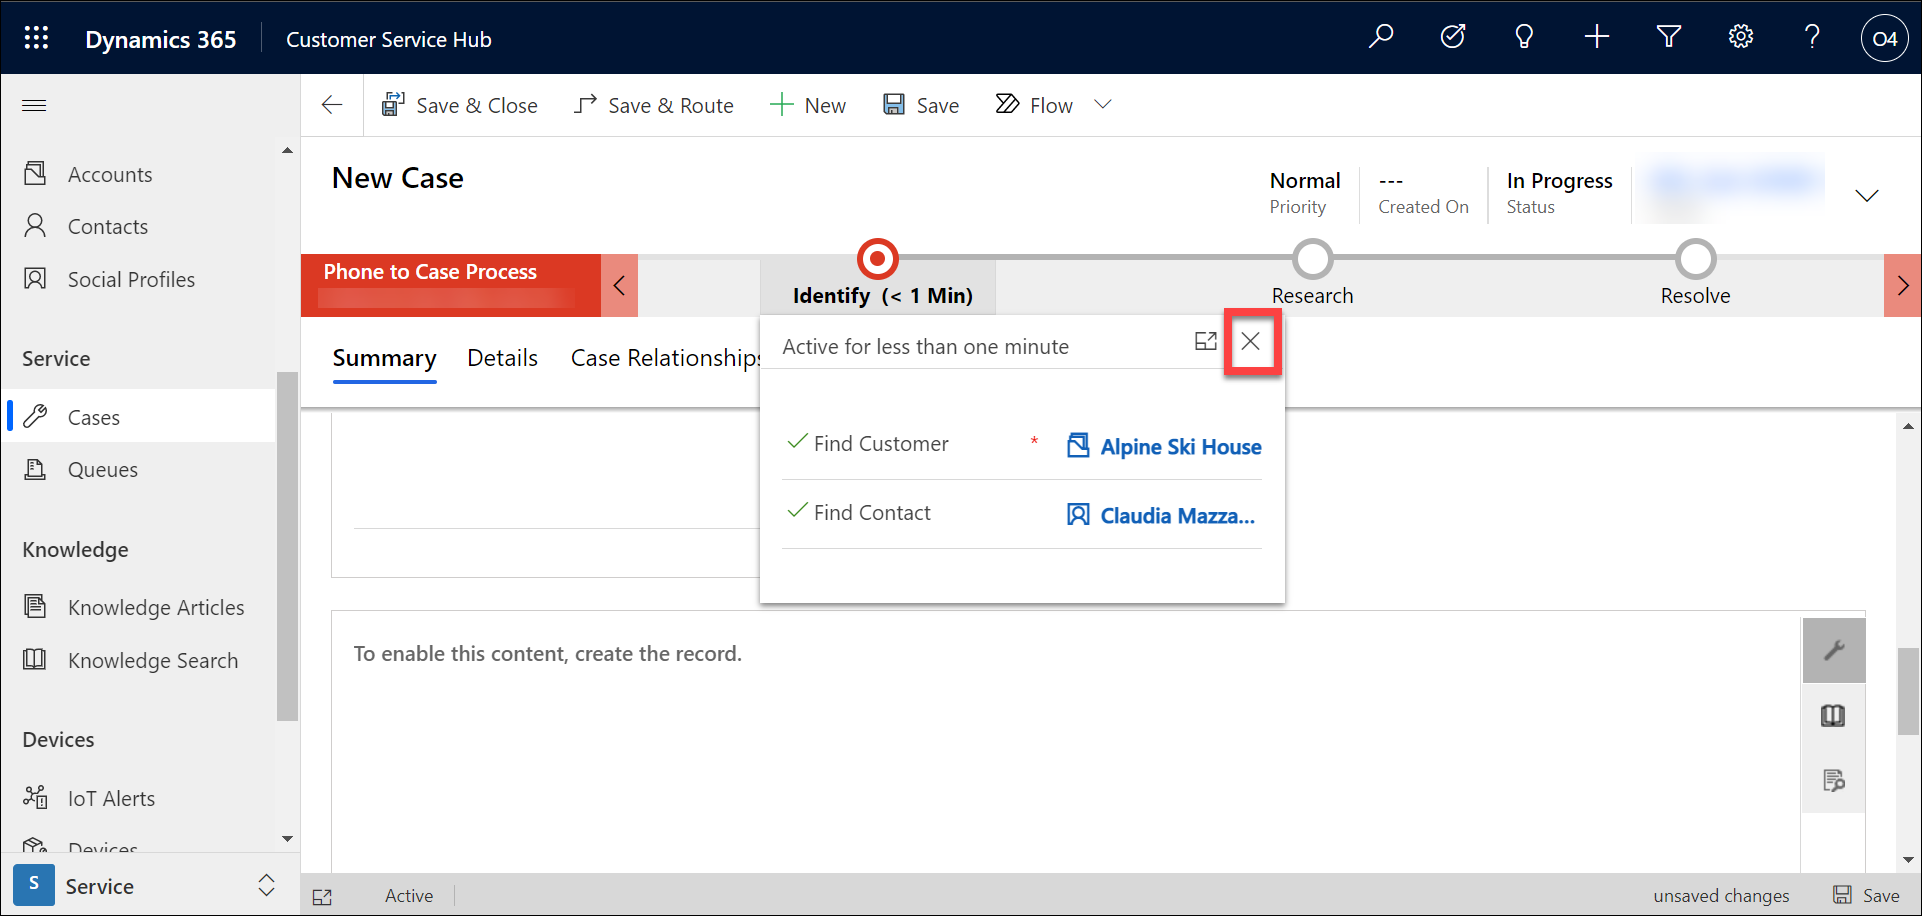 Dynamics 365
Customer Service Hub
O4
Save & Close
Save & Route
New
Save
Flow
Accounts
Contacts
Social Profiles
Service
Cases
Queues
Knowledge
Knowledge Articles
Knowledge Search
Devices
IoT Alerts
Devices
S
Service
New Case
Normal
Priority
---
Created On
In Progress
Status
Phone to Case Process
Identify (< 1 Min)
Research
Resolve
Summary
Details
Case Relationships
Active for less than one minute
Find Customer
*
Alpine Ski House
Find Contact
Claudia Mazza...
To enable this content, create the record.
Active
unsaved changes
Save